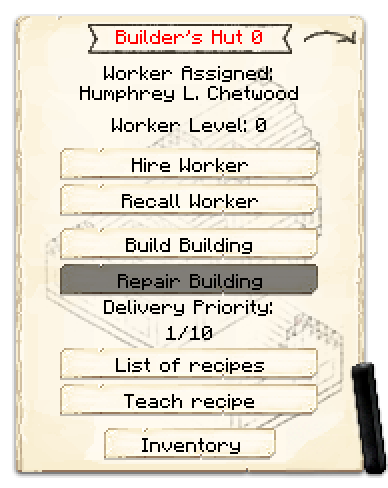 Builder's Hut 0
Worker Assigned:
Humphrey L. Chetwood
Worker Level: 0
Hire Worker
Recall Worker
Build Building
Repair Building
Delivery Priority:
1/10
List of recipes
Teach recipe
Inventory